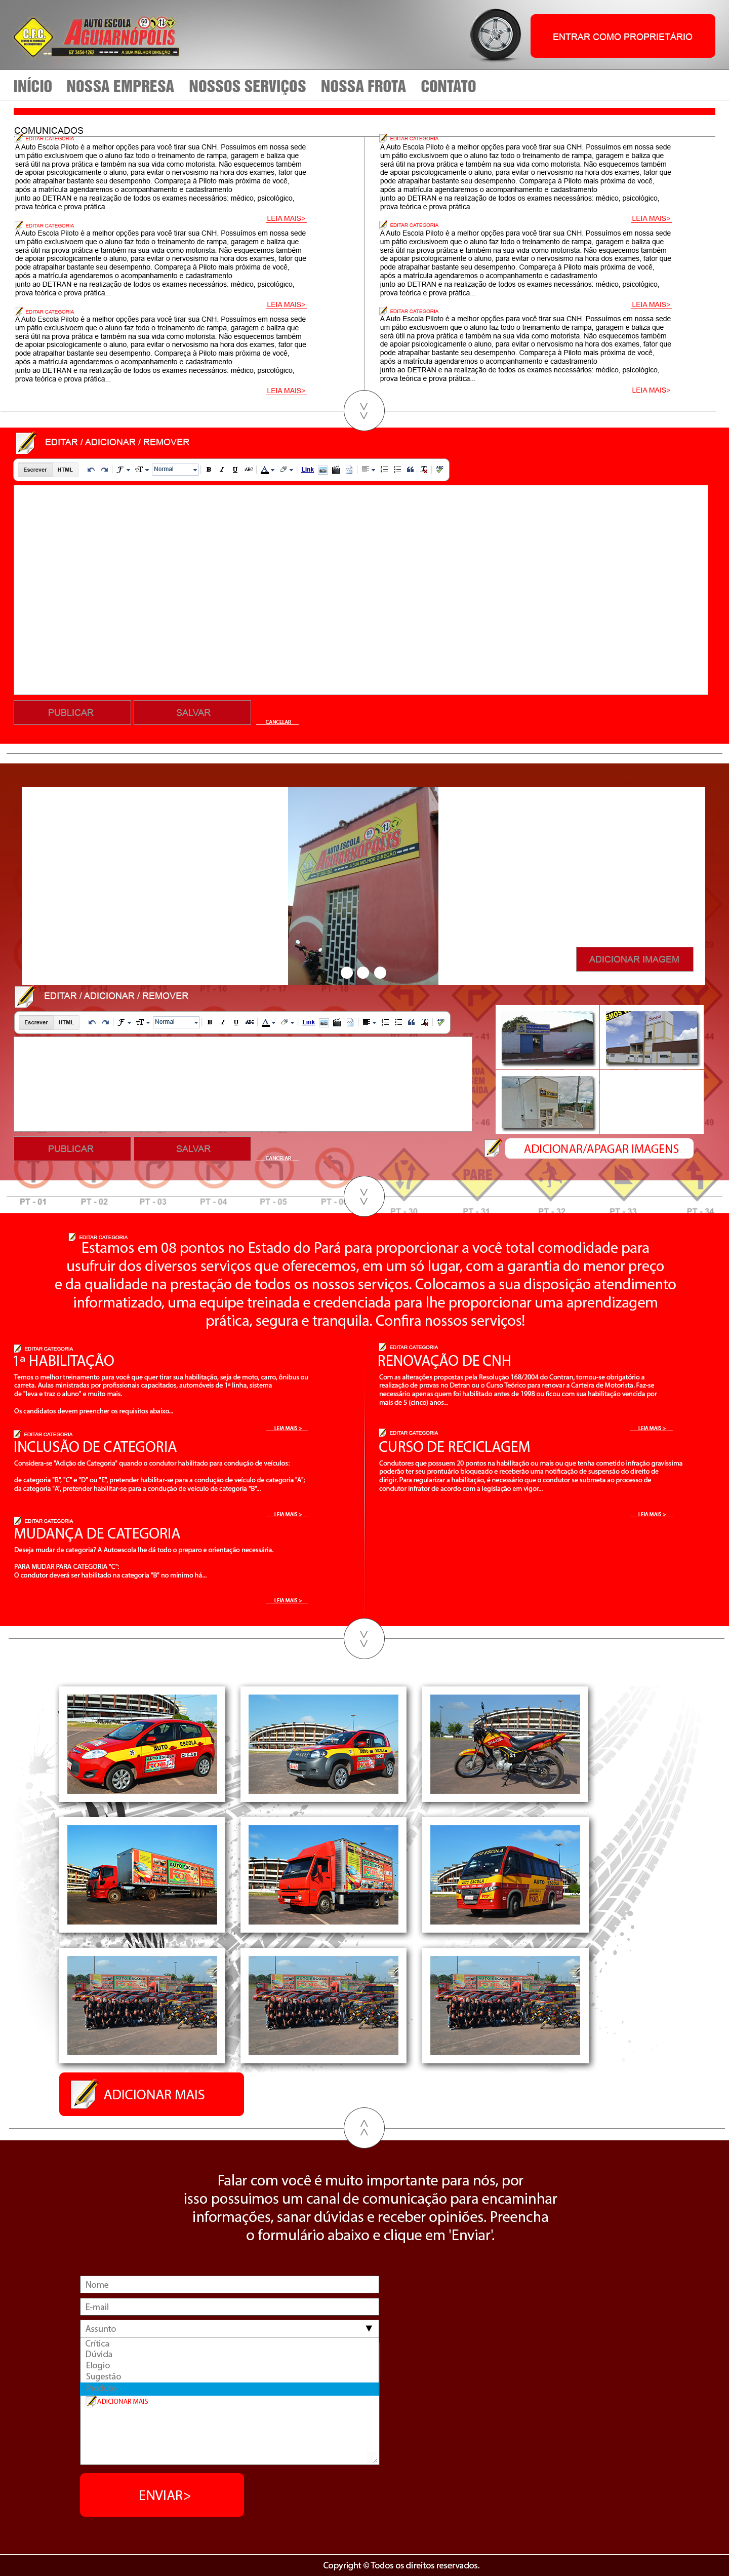 C.F.C.
AUTO ESCOLA
AGUIARNÓPOLIS
63' 3454-1262
A SUA MELHOR DIREÇÃO
ENTRAR COMO PROPRIETÁRIO
INÍCIO NOSSA EMPRESA NOSSOS SERVIÇOS NOSSA FROTA CONTATO
COMUNICADOS
EDITAR CATEGORIA
A Auto Escola Piloto é a melhor opções para você tirar sua CNH. Possuímos em nossa sede
um pátio exclusivoem que o aluno faz todo o treinamento de rampa, garagem e baliza que
será útil na prova prática e também na sua vida como motorista. Não esquecemos também
de apoiar psicologicamente o aluno, para evitar o nervosismo na hora dos exames, fator que
pode atrapalhar bastante seu desempenho. Compareça à Piloto mais próxima de você,
após a matrícula agendaremos o acompanhamento e cadastramento
junto ao DETRAN e na realização de todos os exames necessários: médico, psicológico,
prova teórica e prova prática...
LEIA MAIS>
EDITAR CATEGORIA
A Auto Escola Piloto é a melhor opções para você tirar sua CNH. Possuímos em nossa sede
um pátio exclusivoem que o aluno faz todo o treinamento de rampa, garagem e baliza que
será útil na prova prática e também na sua vida como motorista. Não esquecemos também
de apoiar psicologicamente o aluno, para evitar o nervosismo na hora dos exames, fator que
pode atrapalhar bastante seu desempenho. Compareça à Piloto mais próxima de você,
após a matrícula agendaremos o acompanhamento e cadastramento
junto ao DETRAN e na realização de todos os exames necessários: médico, psicológico,
prova teórica e prova prática...
LEIA MAIS>
EDITAR CATEGORIA
A Auto Escola Piloto é a melhor opções para você tirar sua CNH. Possuímos em nossa sede
um pátio exclusivoem que o aluno faz todo o treinamento de rampa, garagem e baliza que
será útil na prova prática e também na sua vida como motorista. Não esquecemos também
de apoiar psicologicamente o aluno, para evitar o nervosismo na hora dos exames, fator que
pode atrapalhar bastante seu desempenho. Compareça à Piloto mais próxima de você,
após a matrícula agendaremos o acompanhamento e cadastramento
junto ao DETRAN e na realização de todos os exames necessários: médico, psicológico,
prova teórica e prova prática...
LEIA MAIS>
EDITAR CATEGORIA
A Auto Escola Piloto é a melhor opções para você tirar sua CNH. Possuímos em nossa sede
um pátio exclusivoem que o aluno faz todo o treinamento de rampa, garagem e baliza que
será útil na prova prática e também na sua vida como motorista. Não esquecemos também
de apoiar psicologicamente o aluno, para evitar o nervosismo na hora dos exames, fator que
pode atrapalhar bastante seu desempenho. Compareça à Piloto mais próxima de você,
após a matrícula agendaremos o acompanhamento e cadastramento
junto ao DETRAN e na realização de todos os exames necessários: médico, psicológico,
prova teórica e prova prática...
LEIA MAIS>
EDITAR CATEGORIA
A Auto Escola Piloto é a melhor opções para você tirar sua CNH. Possuímos em nossa sede
um pátio exclusivoem que o aluno faz todo o treinamento de rampa, garagem e baliza que
será útil na prova prática e também na sua vida como motorista. Não esquecemos também
de apoiar psicologicamente o aluno, para evitar o nervosismo na hora dos exames, fator que
pode atrapalhar bastante seu desempenho. Compareça à Piloto mais próxima de você,
após a matrícula agendaremos o acompanhamento e cadastramento
junto ao DETRAN e na realização de todos os exames necessários: médico, psicológico,
prova teórica e prova prática...
LEIA MAIS>
EDITAR CATEGORIA
A Auto Escola Piloto é a melhor opções para você tirar sua CNH. Possuímos em nossa sede
um pátio exclusivoem que o aluno faz todo o treinamento de rampa, garagem e baliza que
será útil na prova prática e também na sua vida como motorista. Não esquecemos também
de apoiar psicologicamente o aluno, para evitar o nervosismo na hora dos exames, fator que
pode atrapalhar bastante seu desempenho. Compareça à Piloto mais próxima de você,
após a matrícula agendaremos o acompanhamento e cadastramento
junto ao DETRAN e na realização de todos os exames necessários: médico, psicológico,
prova teórica e prova prática...
LEIA MAIS>
EDITAR / ADICIONAR / REMOVER
Escrever HTML Normal B I U ABC A Link
PUBLICAR SALVAR CANCELAR
AUTO ESCOLA
AGUIARNÓPOLIS
A SUA MELHOR DIREÇÃO
ADICIONAR IMAGEM
EDITAR / ADICIONAR / REMOVER
Escrever HTML Normal B I U ABC A Link
PUBLICAR SALVAR CANCELAR
ADICIONAR/APAGAR IMAGENS
PARE
PT - 01 PT - 02 PT - 03 PT - 04 PT - 05
PT - 30 PT - 31 PT - 32 PT - 33 PT - 34
EDITAR CATEGORIA
Estamos em 08 pontos no Estado do Pará para proporcionar a você total comodidade para
usufruir dos diversos serviços que oferecemos, em um só lugar, com a garantia do menor preço
e da qualidade na prestação de todos os nossos serviços. Colocamos a sua disposição atendimento
informatizado, uma equipe treinada e credenciada para lhe proporcionar uma aprendizagem
prática, segura e tranquila. Confira nossos serviços!
EDITAR CATEGORIA
1ª HABILITAÇÃO
Temos o melhor treinamento para você que quer tirar sua habilitação, seja de moto, carro, ônibus ou
carreta. Aulas ministradas por profissionais capacitados, automóveis de 1ª linha, sistema
de "leva e traz o aluno" e muito mais.
Os candidatos devem preencher os requisitos abaixo...
LEIA MAIS >
EDITAR CATEGORIA
INCLUSÃO DE CATEGORIA
Considera-se "Adição de Categoria" quando o condutor habilitado para condução de veículos:
de categoria "B", "C" e "D" ou "E", pretender habilitar-se para a condução de veículo de categoria "A";
da categoria "A", pretender habilitar-se para a condução de veículo de categoria "B"...
LEIA MAIS >
EDITAR CATEGORIA
MUDANÇA DE CATEGORIA
Deseja mudar de categoria? A Autoescola lhe dã todo o preparo e orientação necessária.
PARA MUDAR PARA CATEGORIA "C":
O condutor deverá ser habilitado na categoria "B" no mínimo há...
LEIA MAIS >
EDITAR CATEGORIA
RENOVAÇÃO DE CNH
Com as alterações propostas pela Resolução 168/2004 do Contran, tornou-se obrigatório a
realização de provas no Detran ou o Curso Teórico para renovar a Carteira de Motorista. Faz-se
necessário apenas quem foi habilitado antes de 1998 ou ficou com sua habilitação vencida por
mais de 5 (cinco) anos...
LEIA MAIS >
EDITAR CATEGORIA
CURSO DE RECICLAGEM
Condutores que possuem 20 pontos na habilitação ou mais ou que tenha cometido infração gravíssima
poderão ter seu prontuário bloqueado e receberão uma notificação de suspensão do direito de
dirigir. Para regularizar a habilitação, é necessário que o condutor se submeta ao processo de
condutor infrator de acordo com a legislação em vigor...
LEIA MAIS >
ADICIONAR MAIS
Falar com você é muito importante para nós, por
isso possuimos um canal de comunicação para encaminhar
informações, sanar dúvidas e receber opiniões. Preencha
o formulário abaixo e clique em 'Enviar'.
Nome
E-mail
Assunto
Crítica
Dúvida
Elogio
Sugestão
ADICIONAR MAIS
ENVIAR>
Copyright © Todos os direitos reservados.